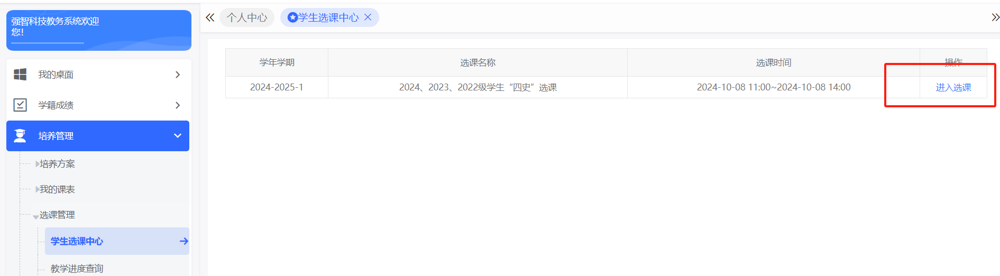 强智科技教务系统欢迎
您!
个人中心
学生选课中心
我的桌面
学籍成绩
培养管理
培养方案
我的课表
选课管理
学生选课中心
教学进度查询
学年学期 选课名称 选课时间 操作
2024-2025-1 2024、2023、2022级学生“四史”选课 2024-10-08 11:00~2024-10-08 14:00 进入选课